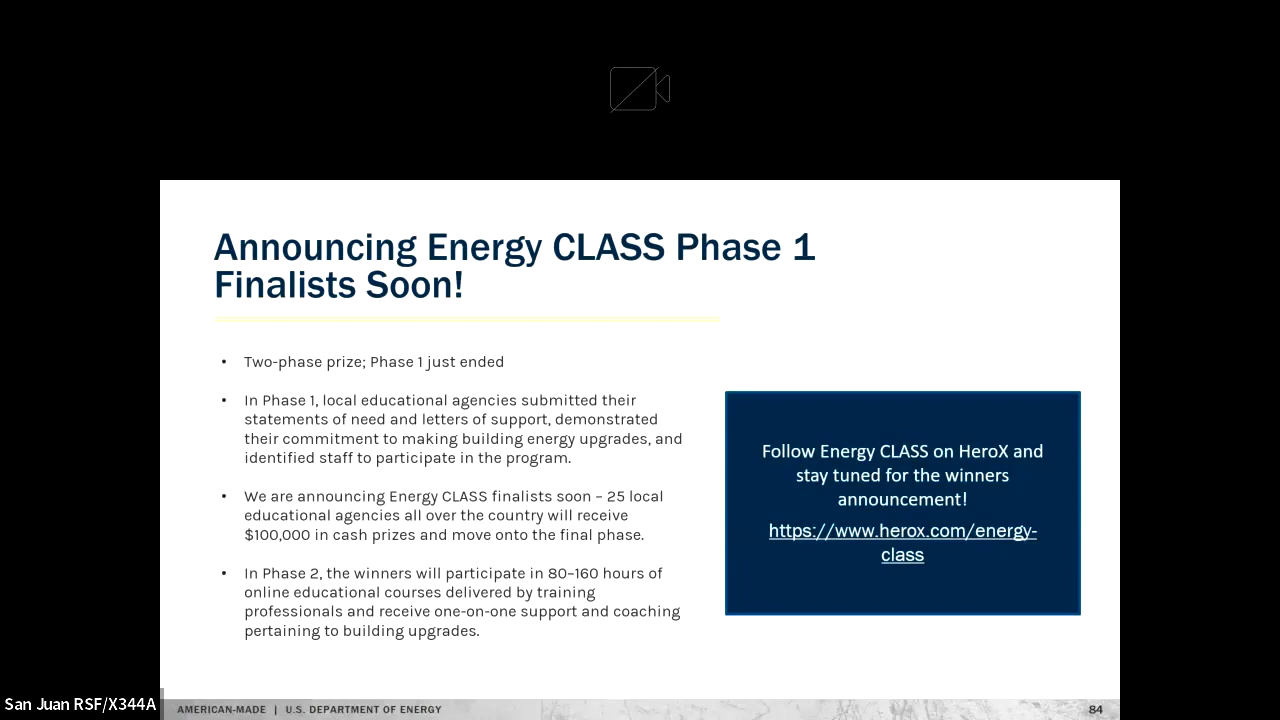 Announcing Energy CLASS Phase 1
Finalists Soon!
• Two-phase prize; Phase 1 just ended
• In Phase 1, local educational agencies submitted their
statements of need and letters of support, demonstrated
their commitment to making building energy upgrades, and
identified staff to participate in the program.
• We are announcing Energy CLASS finalists soon – 25 local
educational agencies all over the country will receive
$100,000 in cash prizes and move onto the final phase.
• In Phase 2, the winners will participate in 80–160 hours of
online educational courses delivered by training
professionals and receive one-on-one support and coaching
pertaining to building upgrades.
Follow Energy CLASS on HeroX and
stay tuned for the winners
announcement!
https://www.herox.com/energy-
class
San Juan RSF/X344A
AMERICAN-MADE | U.S. DEPARTMENT OF ENERGY
84